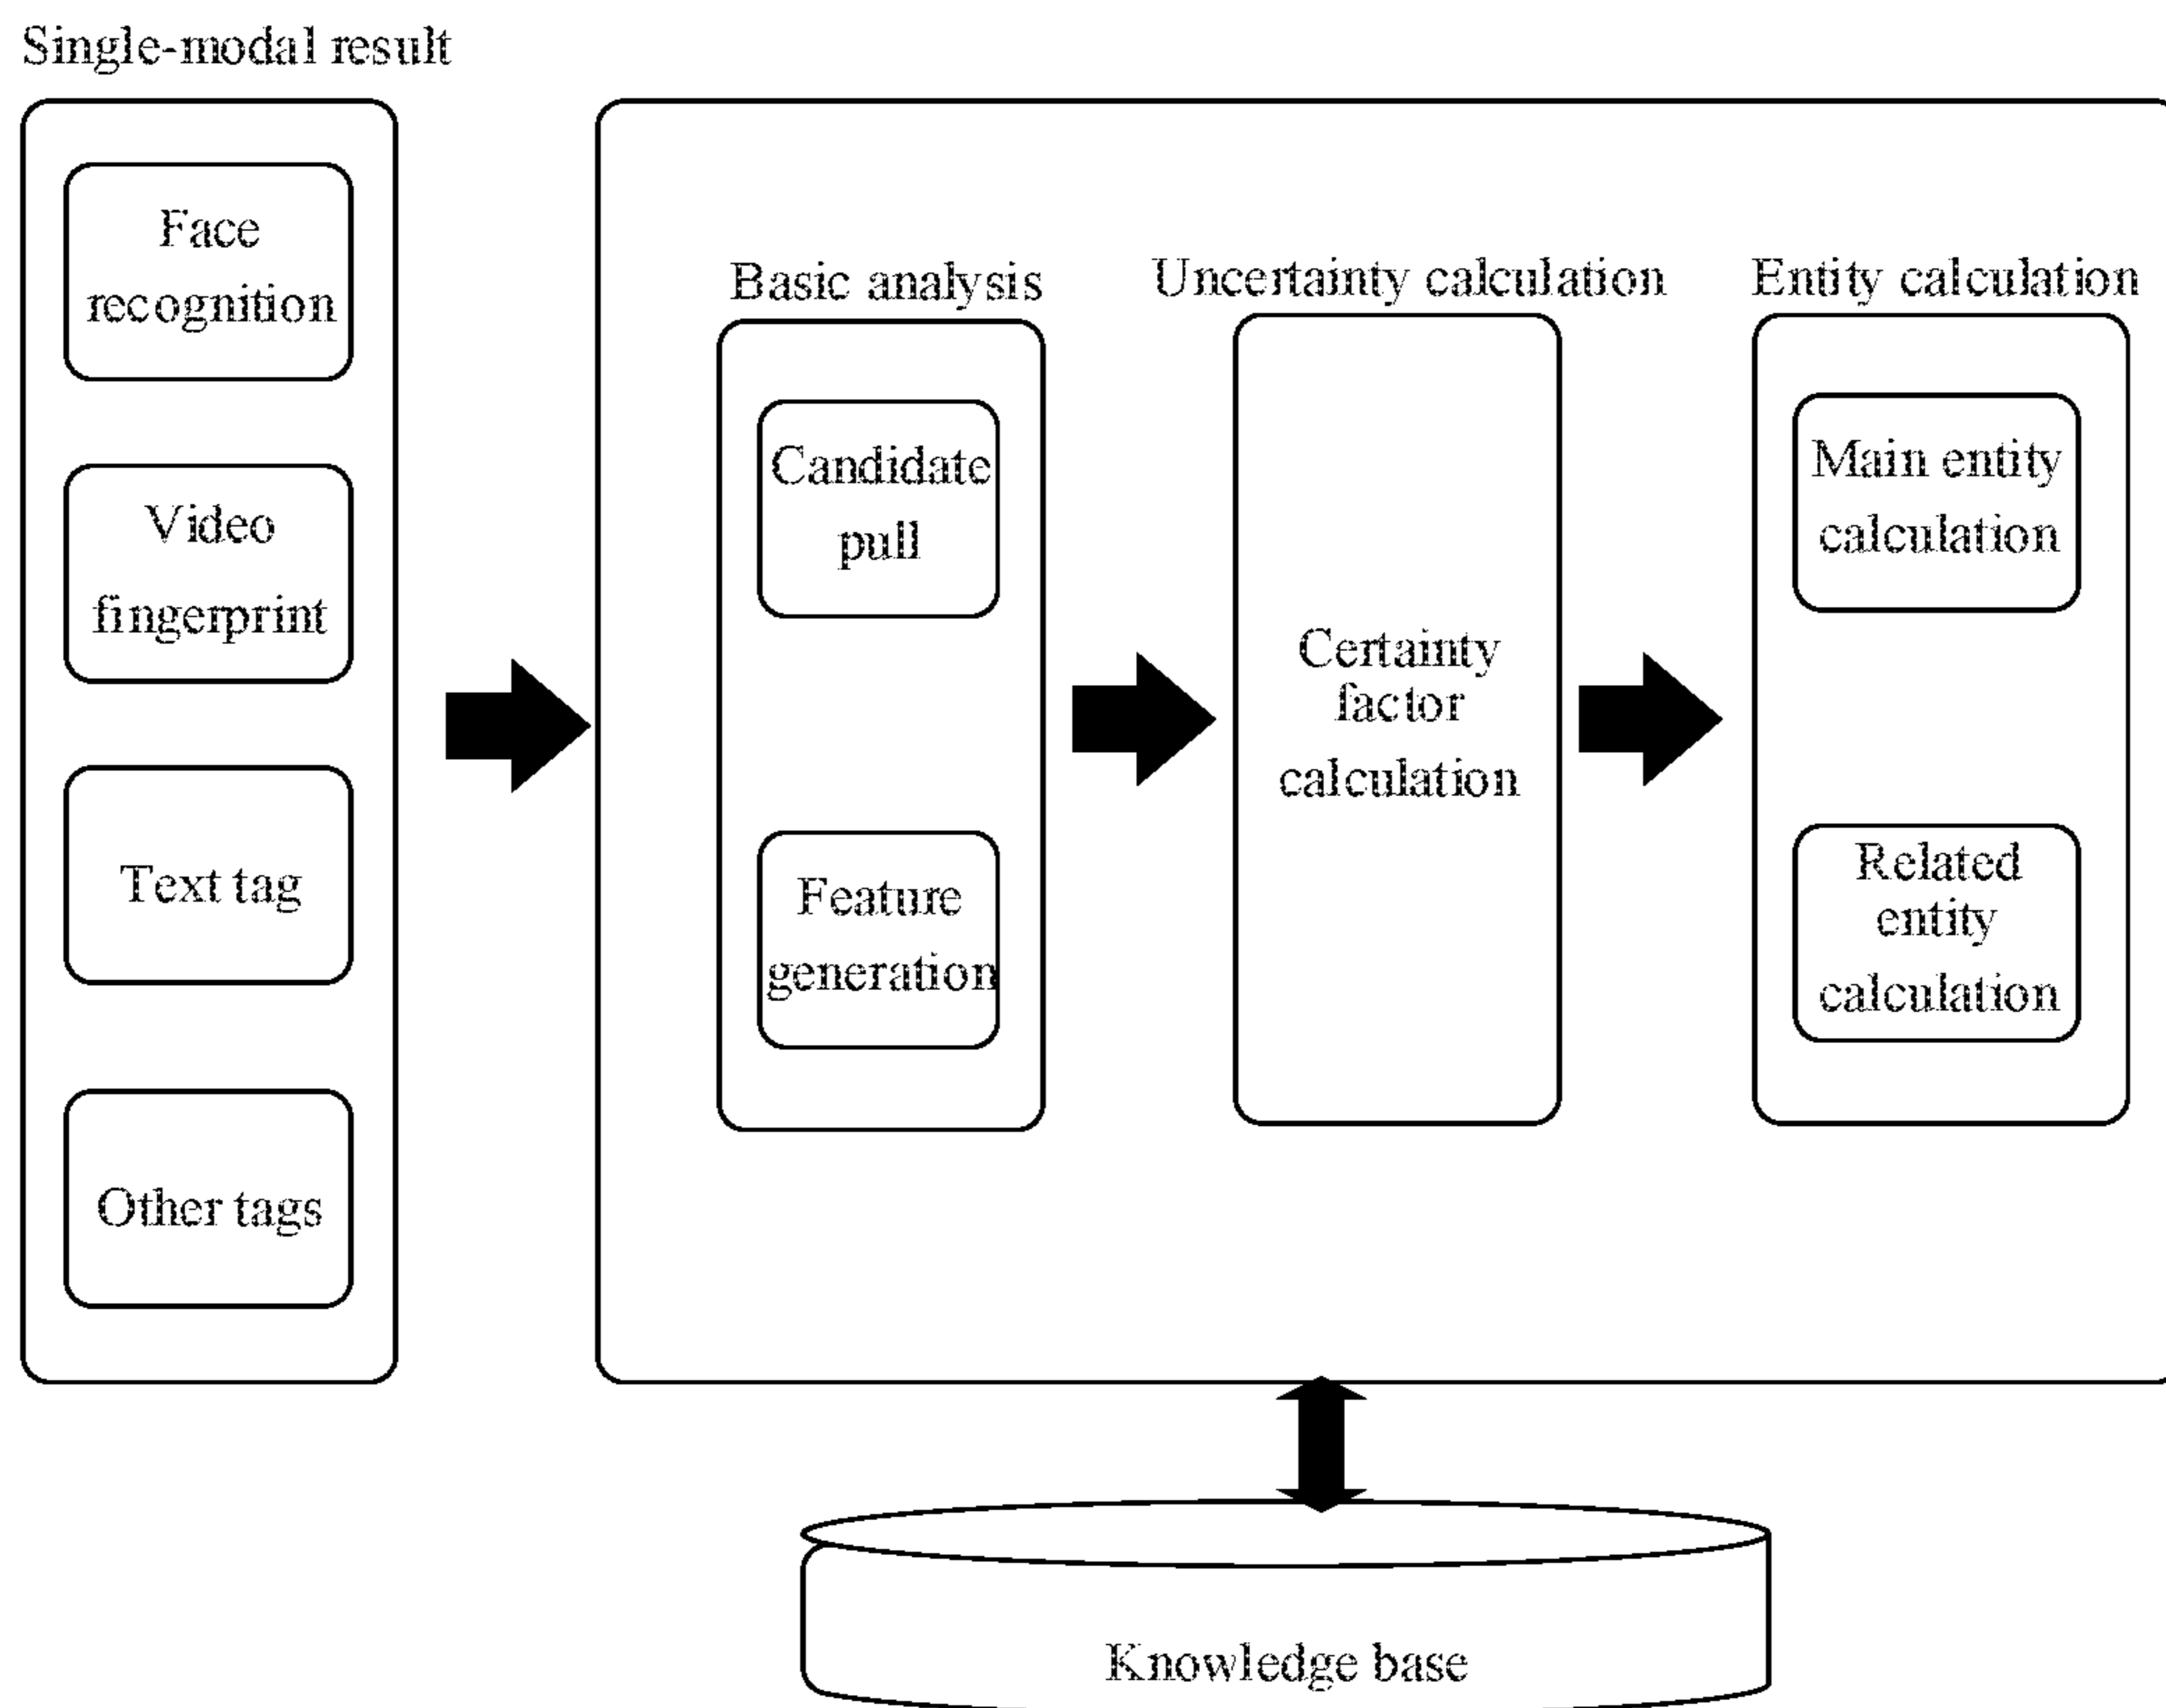 Single-modal result
Face
recognition
Video
fingerprint
Text tag
Other tags
Basic analysis
Candidate
pull
Feature
generation
Uncertainty calculation
Certainty
factor
calculation
Entity calculation
Main entity
calculation
Related
entity
calculation
Knowledge base